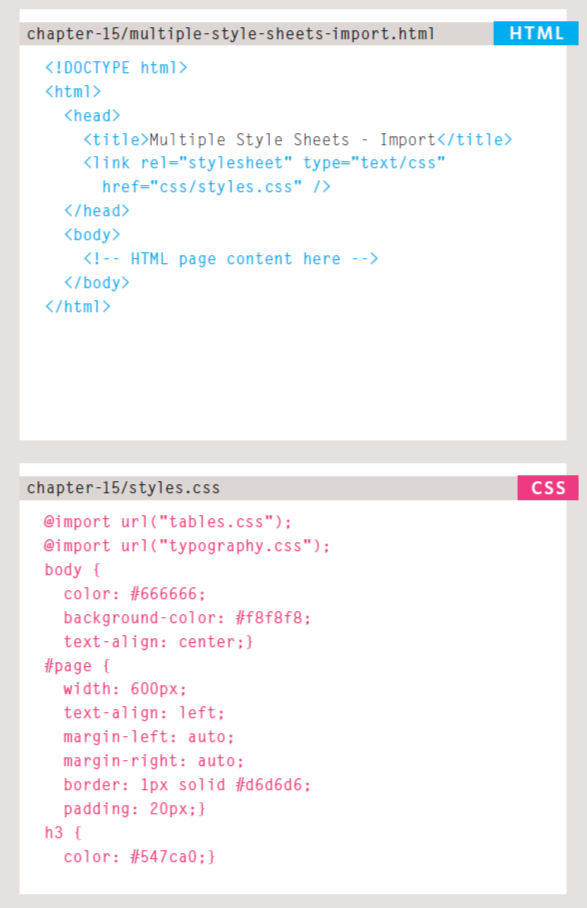 chapter-15/multiple-style-sheets-import.html HTML
<!DOCTYPE html>
<html>
<head>
<title>Multiple Style Sheets - Import</title>
<link rel="stylesheet" type="text/css"
href="css/styles.css" />
</head>
<body>
<!-- HTML page content here -->
</body>
</html>
chapter-15/styles.css CSS
@import url("tables.css");
@import url("typography.css");
body {
color: #666666;
background-color: #f8f8f8;
text-align: center;}
#page {
width: 600px;
text-align: left;
margin-left: auto;
margin-right: auto;
border: 1px solid #d6d6d6;
padding: 20px;}
h3 {
color: #547ca0;}